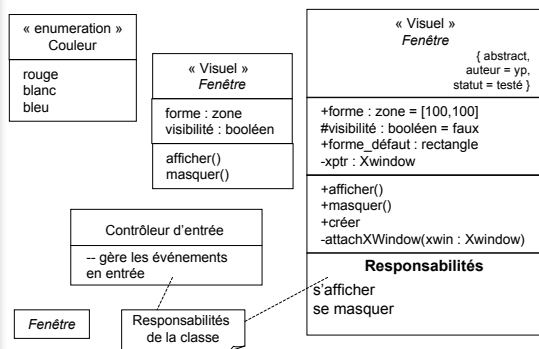 « enumeration »
Couleur
rouge
blanc
bleu
« Visuel »
Fenêtre
forme : zone
visibilité : booléen
afficher()
masquer()
« Visuel »
Fenêtre
{ abstract,
auteur = yp,
statut = testé }
+forme : zone = [100,100]
#visibilité : booléen = faux
+forme_défaut : rectangle
-xptr : Xwindow
+afficher()
+masquer()
+créer
-attachXWindow(xwin : Xwindow)
Responsabilités
s’afficher
se masquer
Contrôleur d’entrée
-- gère les événements
en entrée
Fenêtre
Responsabilités
de la classe